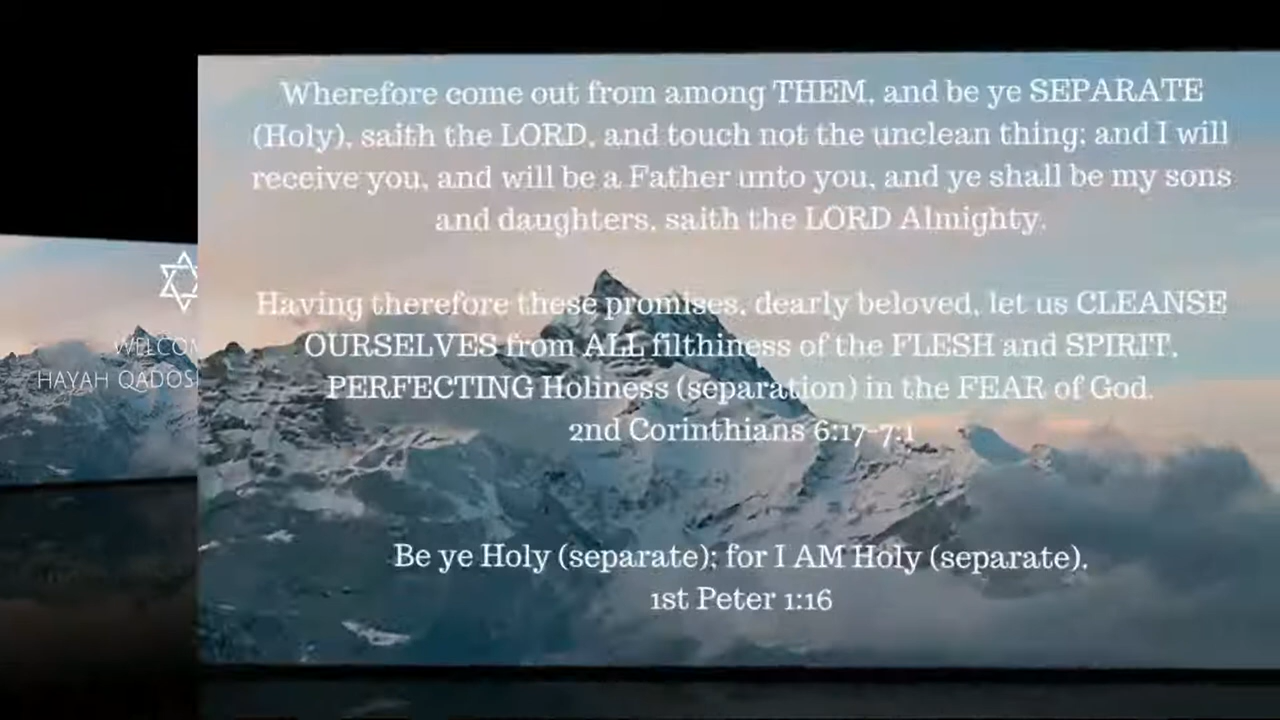 Wherefore come out from among THEM, and be ye SEPARATE
(Holy), saith the LORD, and touch not the unclean thing; and I will
receive you, and will be a Father unto you, and ye shall be my sons
and daughters, saith the LORD Almighty.
Having therefore these promises, dearly beloved, let us CLEANSE
OURSELVES from ALL filthiness of the FLESH and SPIRIT,
PERFECTING Holiness (separation) in the FEAR of God.
2nd Corinthians 6:17-7:1
Be ye Holy (separate); for I AM Holy (separate).
1st Peter 1:16
HAYAH